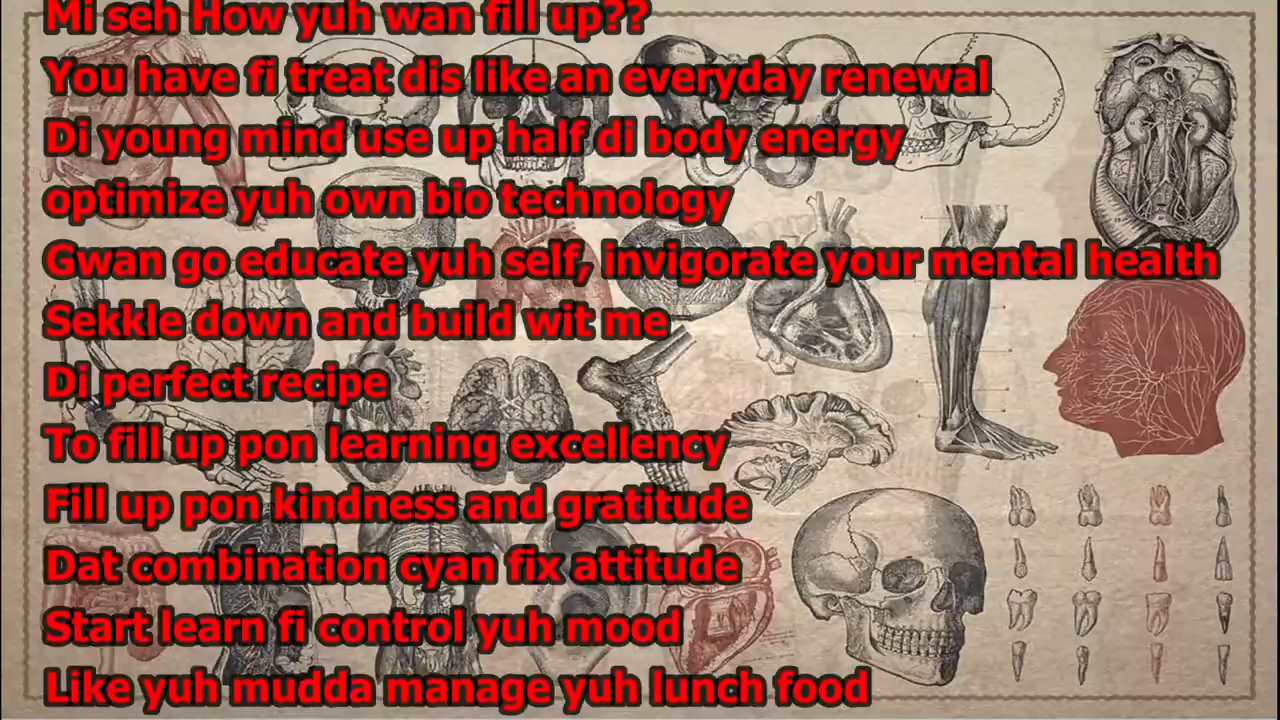 Mi seh How yuh wan fill up??
You have fi treat dis like an everyday renewal
Di young mind use up half di body energy
optimize yuh own bio technology
Gwan go educate yuh self, invigorate your mental health
Sekkle down and build wit me
Di perfect recipe
To fill up pon learning excellency
Fill up pon kindness and gratitude
Dat combination cyan fix attitude
Start learn fi control yuh mood
Like yuh mudda manage yuh lunch food